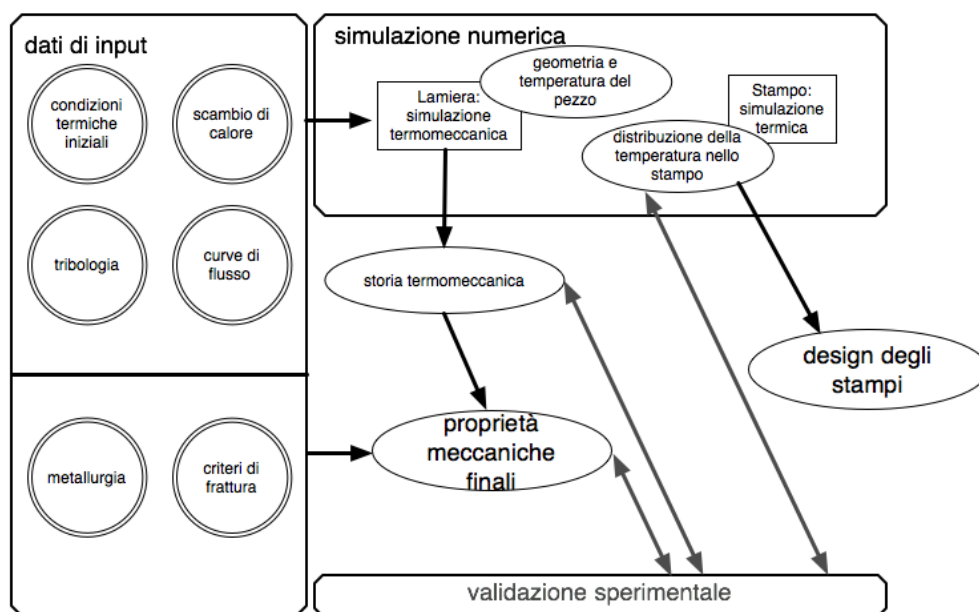 dati di input
condizioni
termiche
iniziali
scambio di
calore
tribologia
curve di
flusso
metallurgia
criteri di
frattura
simulazione numerica
geometria e
temperatura del
pezzo
Lamiera:
simulazione
termomeccanica
Stampo:
simulazione
termica
distribuzione della
temperatura nello
stampo
storia termomeccanica
design degli
stampi
proprietà
meccaniche
finali
validazione sperimentale